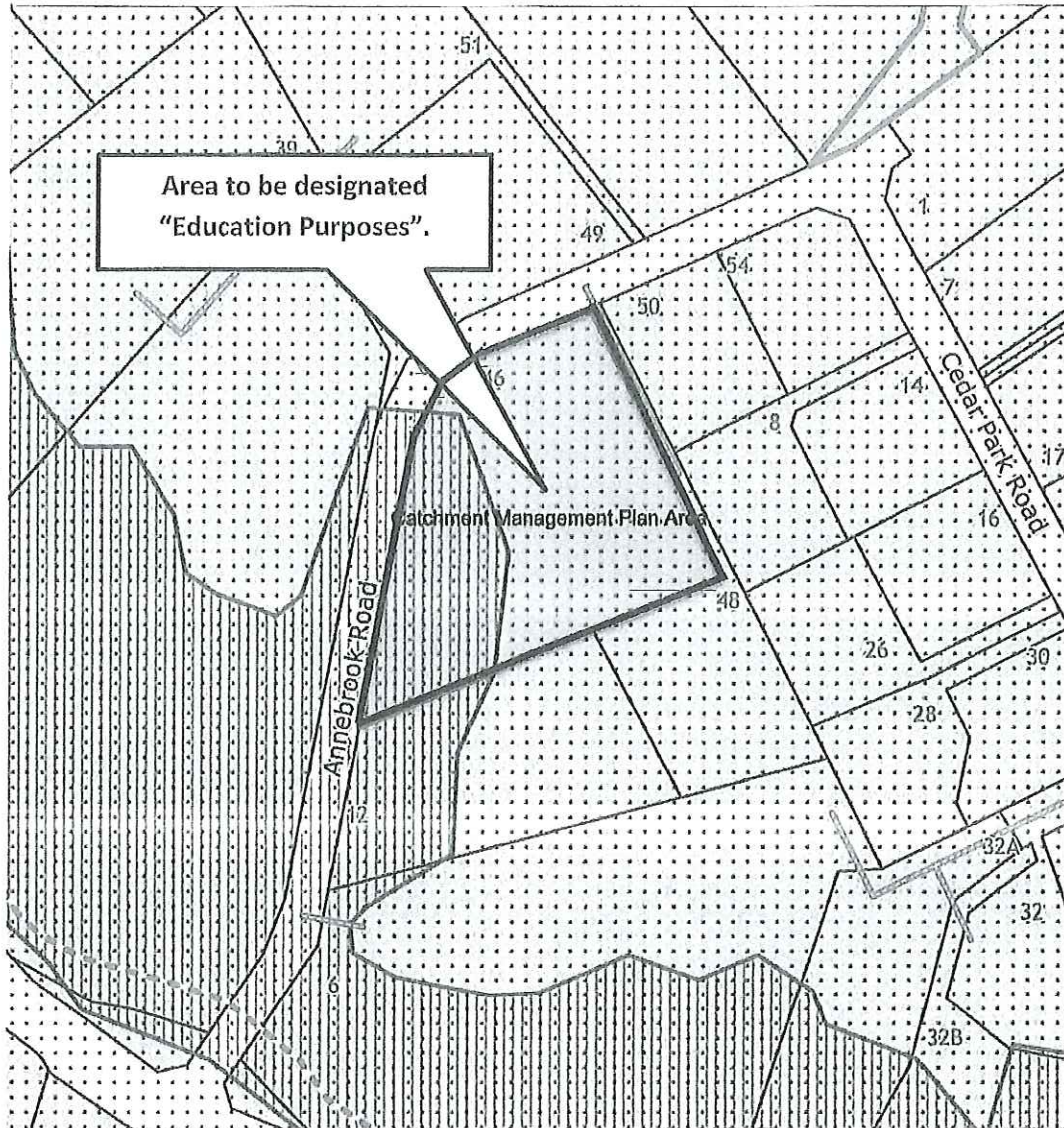 51
39
Area to be designated
"Education Purposes".
1
49
54
7
50
46
14
Cedar Park Road
8
17
16
Catchment Management Plan Area
48
Annebrook Road
26
30
28
12
32A
32
6
32B